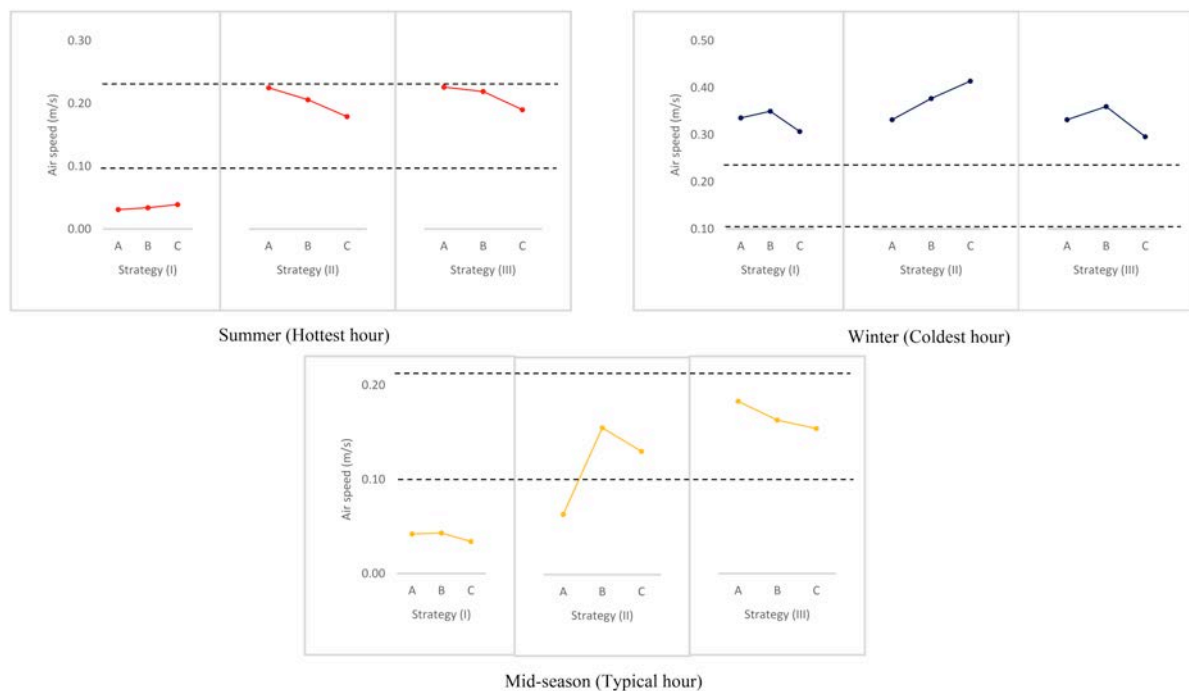 0.30
0.20
0.10
0.00
Air speed (m/s)
A B C A B C A B C
Strategy (I) Strategy (II) Strategy (III)
Summer (Hottest hour)
0.50
0.40
0.30
0.20
0.10
Air speed (m/s)
A B C A B C A B C
Strategy (I) Strategy (II) Strategy (III)
Winter (Coldest hour)
0.20
0.10
0.00
Air speed (m/s)
A B C A B C A B C
Strategy (I) Strategy (II) Strategy (III)
Mid-season (Typical hour)